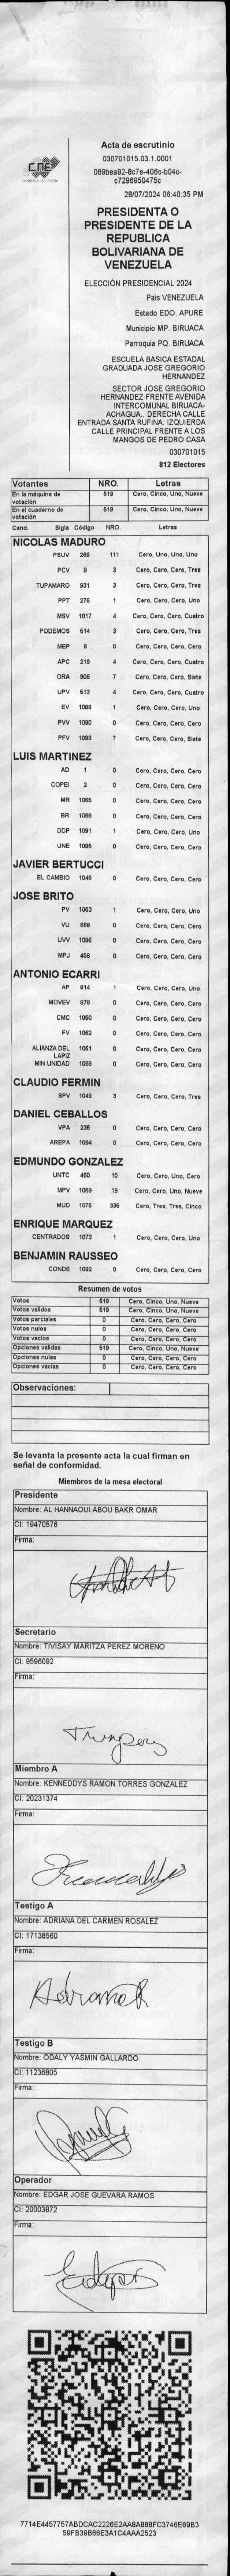 CNE
Acta de escrutinio
030701015.03.1.0001
069bea92-8c7e-406c-b04c-
c7296950475c
28/07/2024 06:40:35 PM
PRESIDENTA O
PRESIDENTE DE LA
REPUBLICA
BOLIVARIANA DE
VENEZUELA
ELECCIÓN PRESIDENCIAL 2024
País VENEZUELA
Estado EDO. APURE
Municipio MP. BIRUACA
Parroquia PQ. BIRUACA
ESCUELA BASICA ESTADAL
GRADUADA JOSE GREGORIO
HERNANDEZ
SECTOR JOSE GREGORIO
HERNANDEZ FRENTE AVENIDA
INTERCOMUNAL BIRUACA-
ACHAGUA.. DERECHA CALLE
ENTRADA SANTA RUFINA. IZQUIERDA
CALLE PRINCIPAL FRENTE A LOS
MANGOS DE PEDRO CASA
030701015
812 Electores
Votantes NRO. Letras
En la máquina de votación 519 Cero, Cinco, Uno, Nueve
En el cuaderno de votación 519 Cero, Cinco, Uno, Nueve
Cand. Sigla Código NRO. Letras
NICOLAS MADURO
PSUV 269 111 Cero, Uno, Uno, Uno
PCV 9 3 Cero, Cero, Cero, Tres
TUPAMARO 931 3 Cero, Cero, Cero, Tres
PPT 276 1 Cero, Cero, Cero, Uno
MSV 1017 4 Cero, Cero, Cero, Cuatro
PODEMOS 514 3 Cero, Cero, Cero, Tres
MEP 6 0 Cero, Cero, Cero, Cero
APC 219 4 Cero, Cero, Cero, Cuatro
ORA 906 7 Cero, Cero, Cero, Siete
UPV 513 4 Cero, Cero, Cero, Cuatro
EV 1089 1 Cero, Cero, Cero, Uno
PVV 1090 0 Cero, Cero, Cero, Cero
PFV 1093 7 Cero, Cero, Cero, Siete
LUIS MARTINEZ
AD 1 0 Cero, Cero, Cero, Cero
COPEI 2 0 Cero, Cero, Cero, Cero
MR 1065 0 Cero, Cero, Cero, Cero
BR 1066 0 Cero, Cero, Cero, Cero
DDP 1091 1 Cero, Cero, Cero, Uno
UNE 1095 0 Cero, Cero, Cero, Cero
JAVIER BERTUCCI
EL CAMBIO 1048 0 Cero, Cero, Cero, Cero
JOSE BRITO
PV 1053 1 Cero, Cero, Cero, Uno
VU 868 0 Cero, Cero, Cero, Cero
UVV 1096 0 Cero, Cero, Cero, Cero
MPJ 458 0 Cero, Cero, Cero, Cero
ANTONIO ECARRI
AP 914 1 Cero, Cero, Cero, Uno
MOVEV 978 0 Cero, Cero, Cero, Cero
CMC 1050 0 Cero, Cero, Cero, Cero
FV 1062 0 Cero, Cero, Cero, Cero
ALIANZA DEL LAPIZ 1051 0 Cero, Cero, Cero, Cero
MIN UNIDAD 1068 0 Cero, Cero, Cero, Cero
CLAUDIO FERMIN
SPV 1049 3 Cero, Cero, Cero, Tres
DANIEL CEBALLOS
VPA 236 0 Cero, Cero, Cero, Cero
AREPA 1094 0 Cero, Cero, Cero, Cero
EDMUNDO GONZALEZ
UNTC 460 10 Cero, Cero, Uno, Cero
MPV 1069 19 Cero, Cero, Uno, Nueve
MUD 1075 335 Cero, Tres, Tres, Cinco
ENRIQUE MARQUEZ
CENTRADOS 1073 1 Cero, Cero, Cero, Uno
BENJAMIN RAUSSEO
CONDE 1092 0 Cero, Cero, Cero, Cero
Resumen de votos
Votos 519 Cero, Cinco, Uno, Nueve
Votos validos 519 Cero, Cinco, Uno, Nueve
Votos parciales 0 Cero, Cero, Cero, Cero
Votos nulos 0 Cero, Cero, Cero, Cero
Votos vacios 0 Cero, Cero, Cero, Cero
Opciones validas 519 Cero, Cinco, Uno, Nueve
Opciones nulas 0 Cero, Cero, Cero, Cero
Opciones vacias 0 Cero, Cero, Cero, Cero
Observaciones:
Se levanta la presente acta la cual firman en
señal de conformidad.
Miembros de la mesa electoral
Presidente
Nombre: AL HANNAOUI ABOU BAKR OMAR
CI: 19470576
Firma:
Secretario
Nombre: TIVISAY MARITZA PEREZ MORENO
CI: 9596092
Firma:
Miembro A
Nombre: KENNEDDYS RAMON TORRES GONZALEZ
CI: 20231374
Firma:
Testigo A
Nombre: ADRIANA DEL CARMEN ROSALEZ
CI: 17138560
Firma:
Testigo B
Nombre: ODALY YASMIN GALLARDO
CI: 11236805
Firma:
Operador
Nombre: EDGAR JOSE GUEVARA RAMOS
CI: 20003872
Firma:
7714E4457757ABDCAC2226E2AA8A888FC3746E69B3
59FB39B66E3A1C4AAA2523